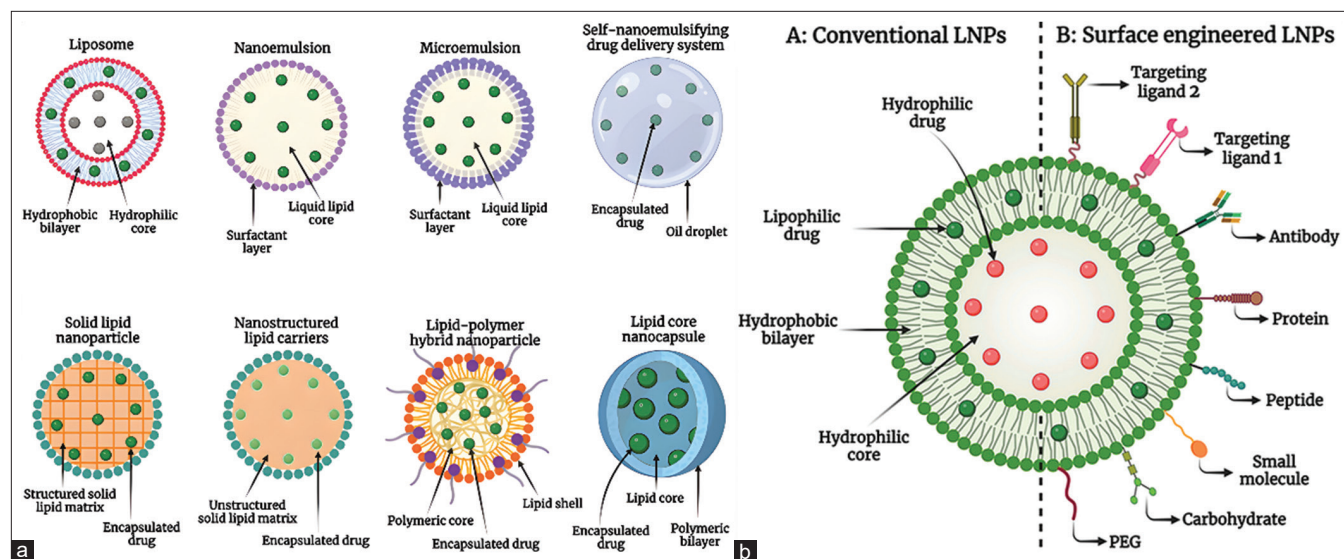 Liposome
Hydrophobic
bilayer
Hydrophilic
core
Nanoemulsion
Liquid lipid
core
Surfactant
layer
Microemulsion
Surfactant
layer
Liquid lipid
core
Self-nanoemulsifying
drug delivery system
Encapsulated
drug
Oil droplet
Solid lipid
nanoparticle
Structured solid
lipid matrix
Encapsulated
drug
Nanostructured
lipid carriers
Unstructured
solid lipid matrix
Encapsulated drug
Lipid-polymer
hybrid nanoparticle
Lipid shell
Polymeric core
Encapsulated drug
Lipid core
nanocapsule
Lipid core
Encapsulated
drug
Polymeric
bilayer
a
A: Conventional LNPs
B: Surface engineered LNPs
Hydrophilic
drug
Lipophilic
drug
Hydrophobic
bilayer
Hydrophilic
core
Targeting
ligand 2
Targeting
ligand 1
Antibody
Protein
Peptide
Small
molecule
Carbohydrate
PEG
b